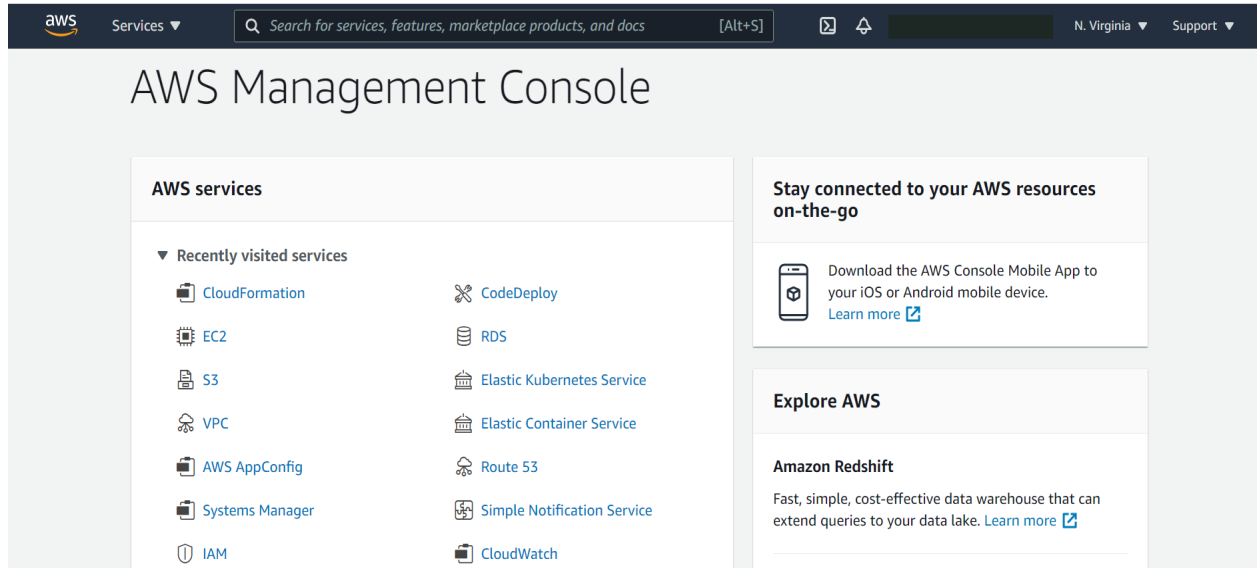 aws
Services ▼
Search for services, features, marketplace products, and docs [Alt+S]
N. Virginia ▼
Support ▼
AWS Management Console
AWS services
▼ Recently visited services
CloudFormation
EC2
S3
VPC
AWS AppConfig
Systems Manager
IAM
CodeDeploy
RDS
Elastic Kubernetes Service
Elastic Container Service
Route 53
Simple Notification Service
CloudWatch
Stay connected to your AWS resources
on-the-go
Download the AWS Console Mobile App to
your iOS or Android mobile device.
Learn more
Explore AWS
Amazon Redshift
Fast, simple, cost-effective data warehouse that can
extend queries to your data lake. Learn more